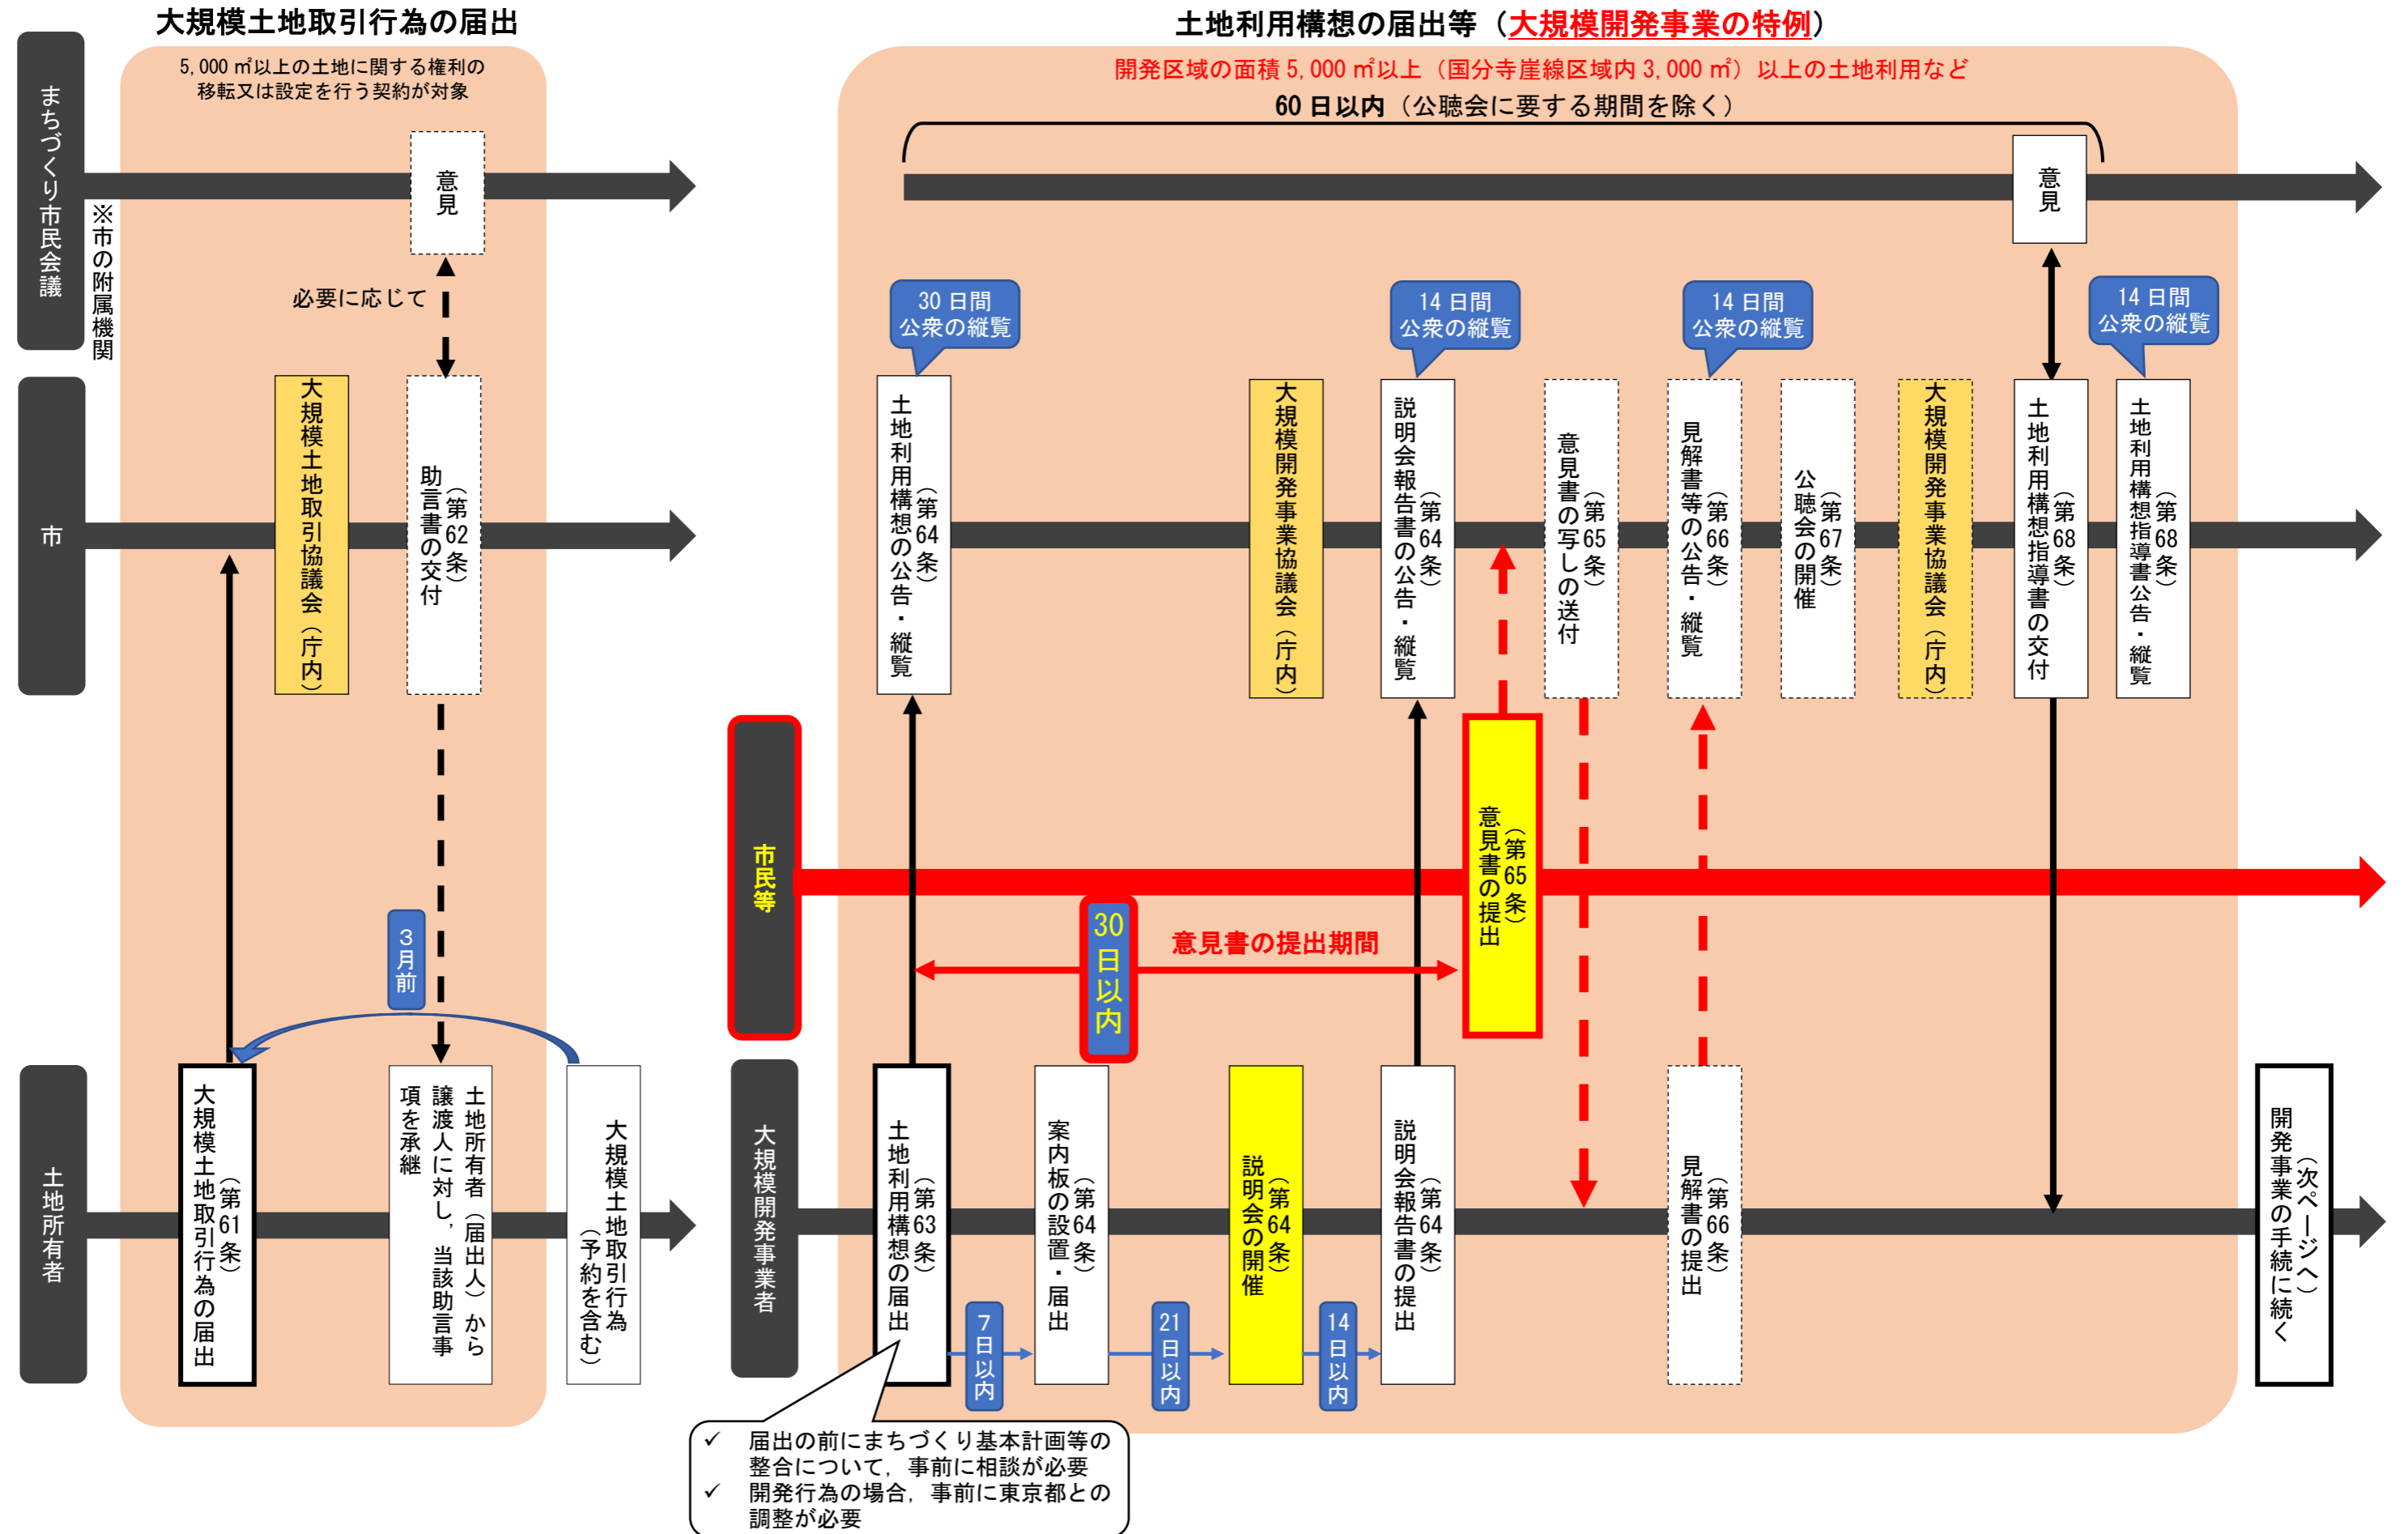 大規模土地取引行為の届出
5,000 ㎡以上の土地に関する権利の
移転又は設定を行う契約が対象
まちづくり市民会議
※市の附属機関
意見
必要に応じて
市
大規模土地取引協議会（庁内）
助言書の交付
（第62条）
3月前
土地所有者
大規模土地取引行為の届出
（第61条）
土地所有者（届出人）から
譲渡人に対し，当該助言事
項を承継
大規模土地取引行為
（予約を含む）
土地利用構想の届出等（大規模開発事業の特例）
開発区域の面積 5,000 ㎡以上（国分寺崖線区域内 3,000 ㎡）以上の土地利用など
60 日以内（公聴会に要する期間を除く）
意見
30 日間
公衆の縦覧
14 日間
公衆の縦覧
14 日間
公衆の縦覧
14 日間
公衆の縦覧
土地利用構想の公告・縦覧
（第64条）
大規模開発事業協議会（庁内）
説明会報告書の公告・縦覧
（第64条）
意見書の写しの送付
（第65条）
見解書等の公告・縦覧
（第66条）
公聴会の開催
（第67条）
大規模開発事業協議会（庁内）
土地利用構想指導書の交付
（第68条）
土地利用構想指導書公告・縦覧
（第68条）
市民等
30日以内
意見書の提出期間
意見書の提出
（第65条）
大規模開発事業者
土地利用構想の届出
（第63条）
7日以内
案内板の設置・届出
（第64条）
21日以内
説明会の開催
（第64条）
14日以内
説明会報告書の提出
（第64条）
見解書の提出
（第66条）
開発事業の手続に続く
（次ページへ）
✓ 届出の前にまちづくり基本計画等の
整合について，事前に相談が必要
✓ 開発行為の場合，事前に東京都との
調整が必要